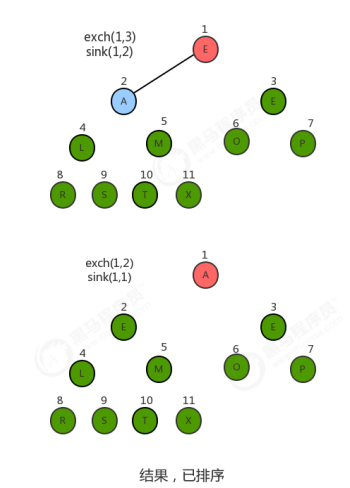 exch(1,3)
sink(1,2)
1
E
2
A
3
E
4
L
5
M
6
O
7
P
8
R
9
S
10
T
11
X
exch(1,2)
sink(1,1)
1
A
2
E
3
E
4
L
5
M
6
O
7
P
8
R
9
S
10
T
11
X
结果，已排序